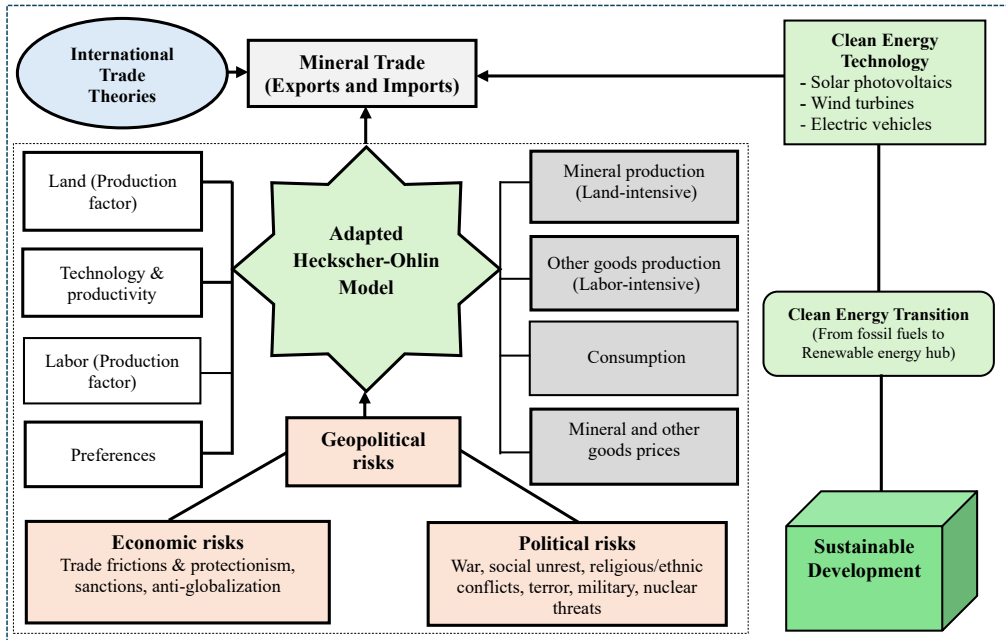 International
Trade
Theories
Mineral Trade
(Exports and Imports)
Clean Energy
Technology
- Solar photovoltaics
- Wind turbines
- Electric vehicles
Land (Production
factor)
Technology &
productivity
Labor (Production
factor)
Preferences
Adapted
Heckscher-Ohlin
Model
Mineral production
(Land-intensive)
Other goods production
(Labor-intensive)
Consumption
Mineral and other
goods prices
Clean Energy Transition
(From fossil fuels to
Renewable energy hub)
Geopolitical
risks
Economic risks
Trade frictions & protectionism,
sanctions, anti-globalization
Political risks
War, social unrest, religious/ethnic
conflicts, terror, military, nuclear
threats
Sustainable
Development